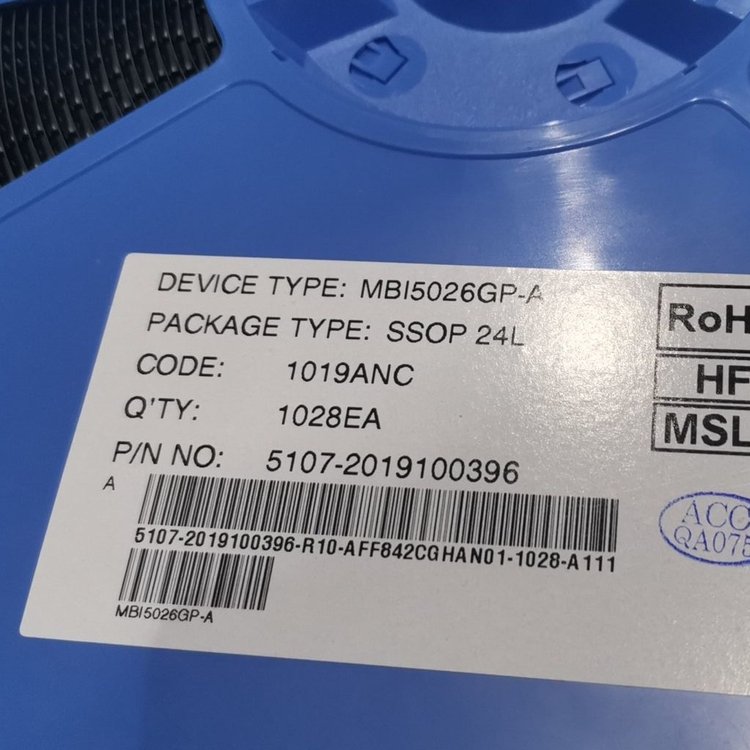 DEVICE TYPE: MBI5026GP-A
PACKAGE TYPE: SSOP 24L
CODE: 1019ANC
Q'TY: 1028EA
P/N NO: 5107-2019100396
A
5107-2019100396-R10-AFF842CGHAN01-1028-A111
MBI5026GP-A
RoH
HF
MSL
ACC
QA075